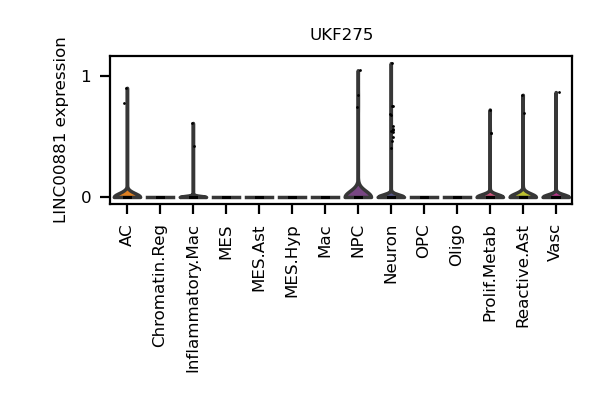 UKF275
LINC00881 expression
1
0
AC
Chromatin.Reg
Inflammatory.Mac
MES
MES.Ast
MES.Hyp
Mac
NPC
Neuron
OPC
Oligo
Prolif.Metab
Reactive.Ast
Vasc